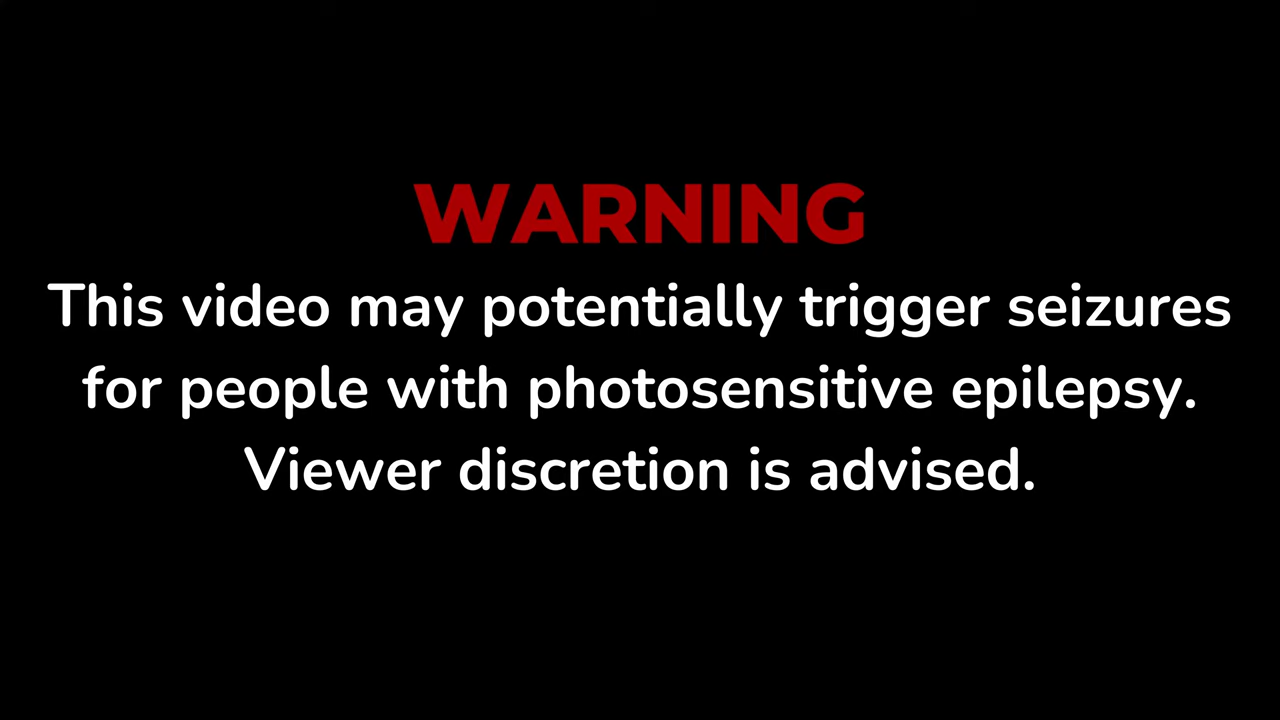 WARNING
This video may potentially trigger seizures
for people with photosensitive epilepsy.
Viewer discretion is advised.